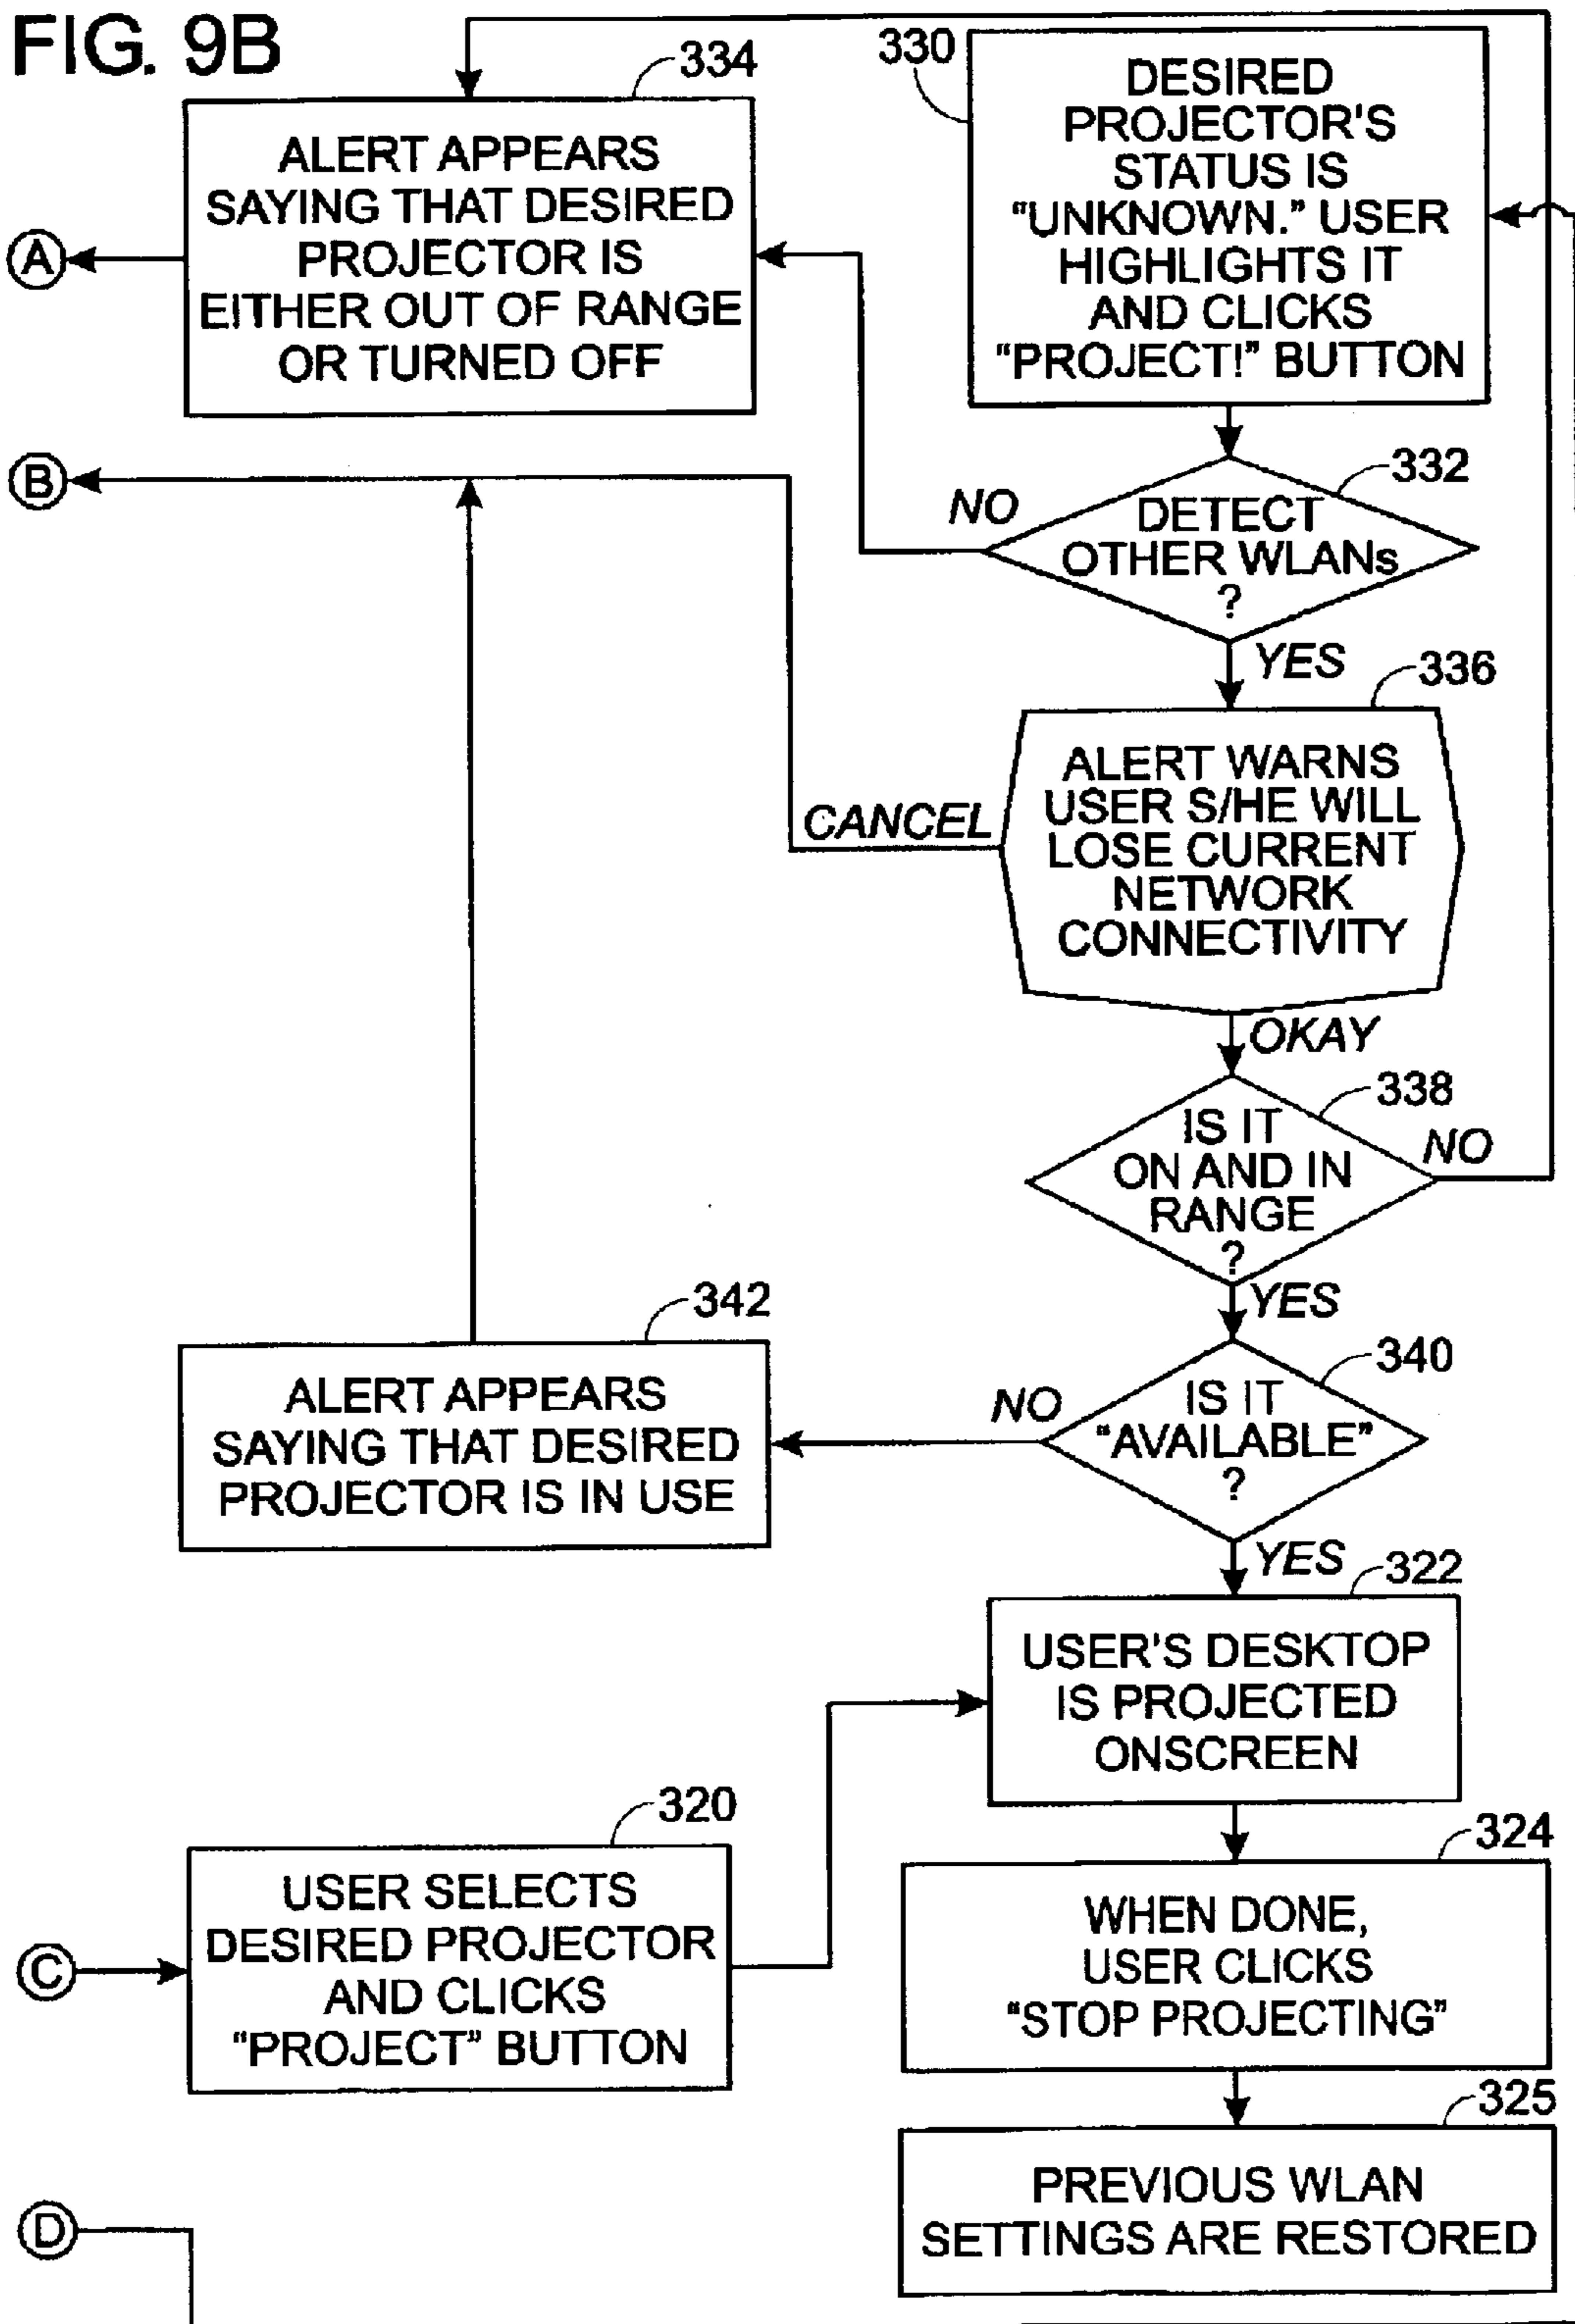 FIG. 9B
334
ALERT APPEARS
SAYING THAT DESIRED
PROJECTOR IS
EITHER OUT OF RANGE
OR TURNED OFF
330
DESIRED
PROJECTOR'S
STATUS IS
"UNKNOWN." USER
HIGHLIGHTS IT
AND CLICKS
"PROJECT!" BUTTON
A
B
332
NO
DETECT
OTHER WLANs
?
YES
336
ALERT WARNS
USER S/HE WILL
LOSE CURRENT
NETWORK
CONNECTIVITY
CANCEL
OKAY
338
IS IT
ON AND IN
RANGE
?
NO
YES
342
ALERT APPEARS
SAYING THAT DESIRED
PROJECTOR IS IN USE
340
NO
IS IT
"AVAILABLE"
?
YES
322
USER'S DESKTOP
IS PROJECTED
ONSCREEN
320
C
USER SELECTS
DESIRED PROJECTOR
AND CLICKS
"PROJECT" BUTTON
324
WHEN DONE,
USER CLICKS
"STOP PROJECTING"
325
PREVIOUS WLAN
SETTINGS ARE RESTORED
D